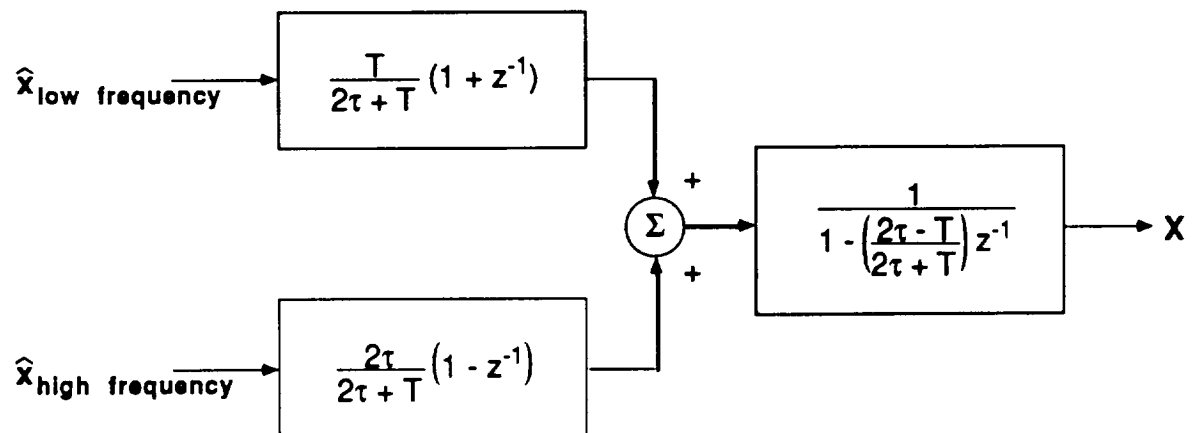 x̂low frequency
T / (2τ + T) (1 + z⁻¹)
+
Σ
+
1 / (1 - ((2τ - T) / (2τ + T)) z⁻¹)
X
x̂high frequency
2τ / (2τ + T) (1 - z⁻¹)